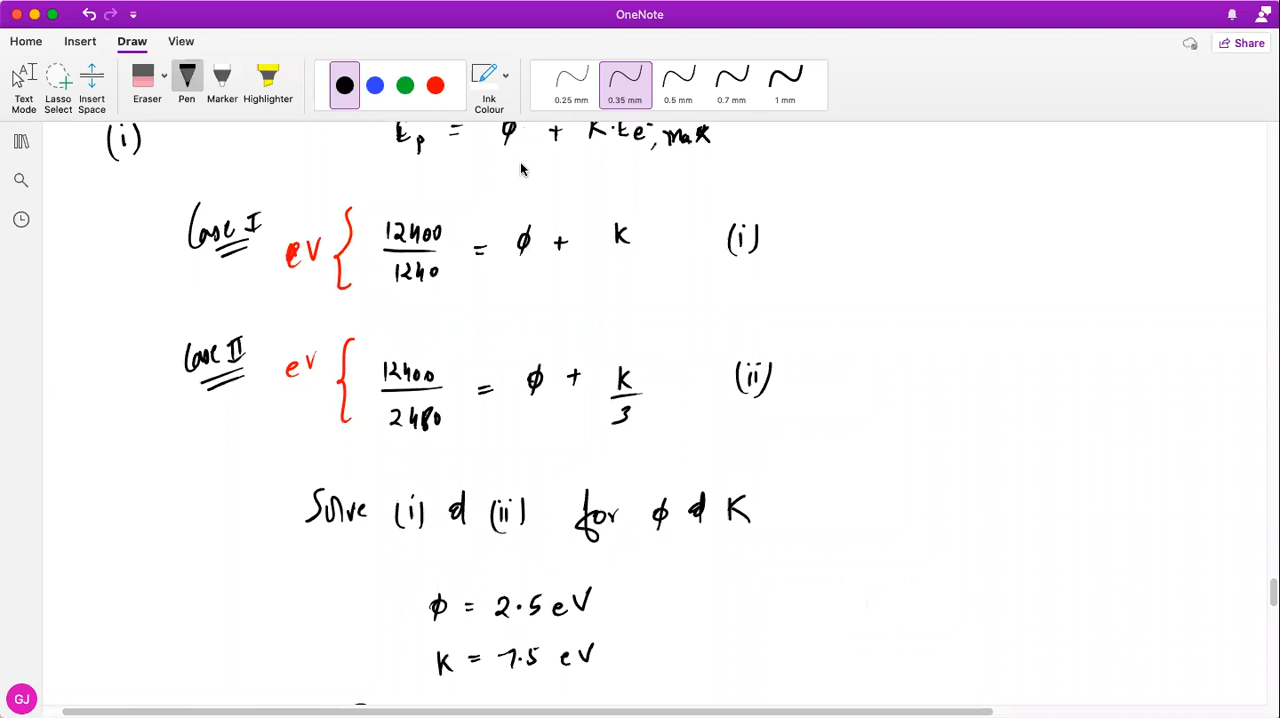 OneNote
Home Insert Draw View
Share
Text Mode
Lasso Select
Insert Space
Eraser
Pen
Marker
Highlighter
Ink Colour
0.25 mm
0.35 mm
0.5 mm
0.7 mm
1 mm
(i) Ep = ϕ + K.Ee-, max
Case I eV { 12400/1240 = ϕ + K (i)
Case II eV { 12400/2480 = ϕ + K/3 (ii)
Solve (i) d (ii) for ϕ d K
ϕ = 2.5 eV
K = 7.5 eV
GJ